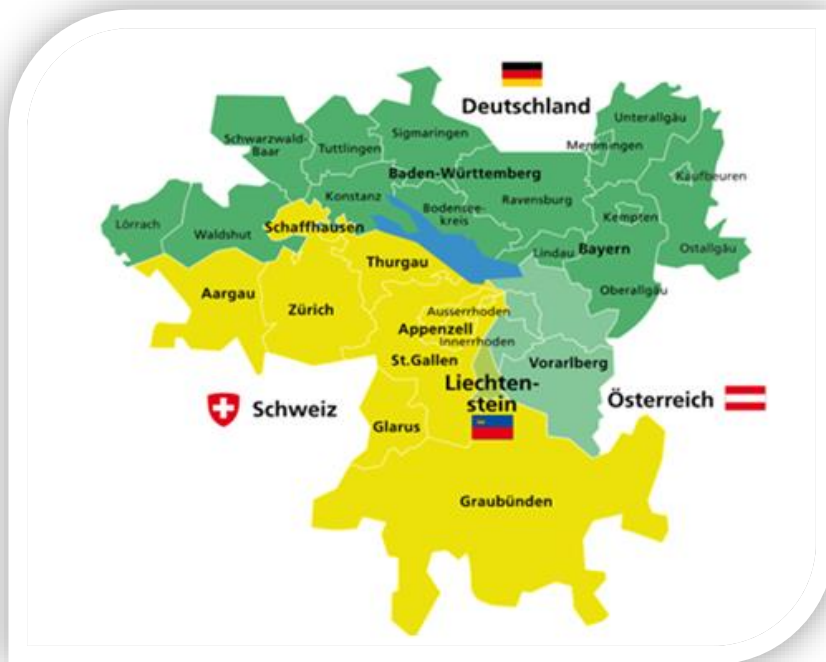 Deutschland
Unterallgäu
Sigmaringen
Schwarzwald-
Baar
Tuttlingen
Memmingen
Baden-Württemberg
Kaufbeuren
Konstanz
Ravensburg
Bodensee-
kreis
Kempten
Lörrach
Waldshut
Schaffhausen
Lindau
Bayern
Ostallgäu
Thurgau
Aargau
Zürich
Oberallgäu
Ausserrhoden
Appenzell
Innerrhoden
St.Gallen
Vorarlberg
Liechten-
stein
Schweiz
Österreich
Glarus
Graubünden